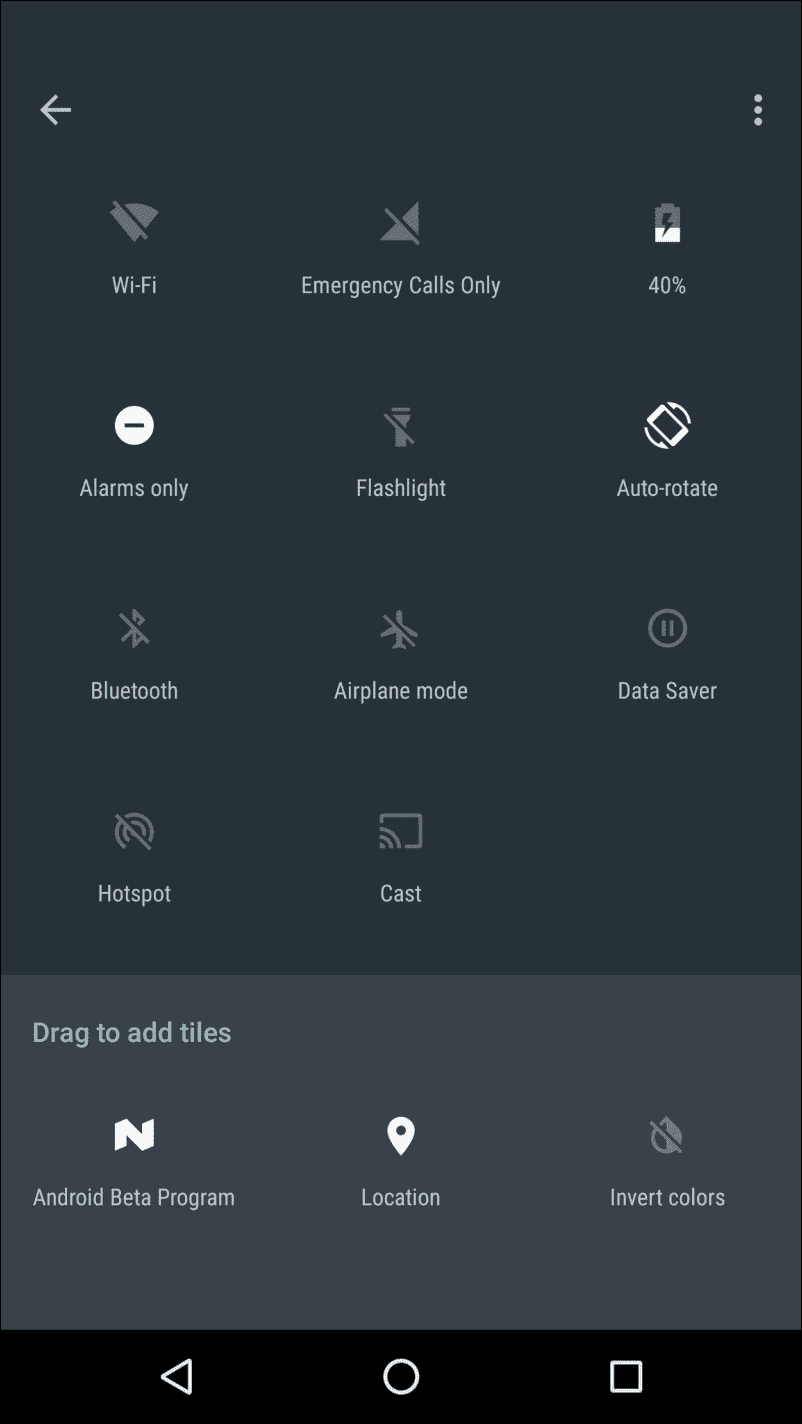 Wi-Fi
Emergency Calls Only
40%
Alarms only
Flashlight
Auto-rotate
Bluetooth
Airplane mode
Data Saver
Hotspot
Cast
Drag to add tiles
Android Beta Program
Location
Invert colors